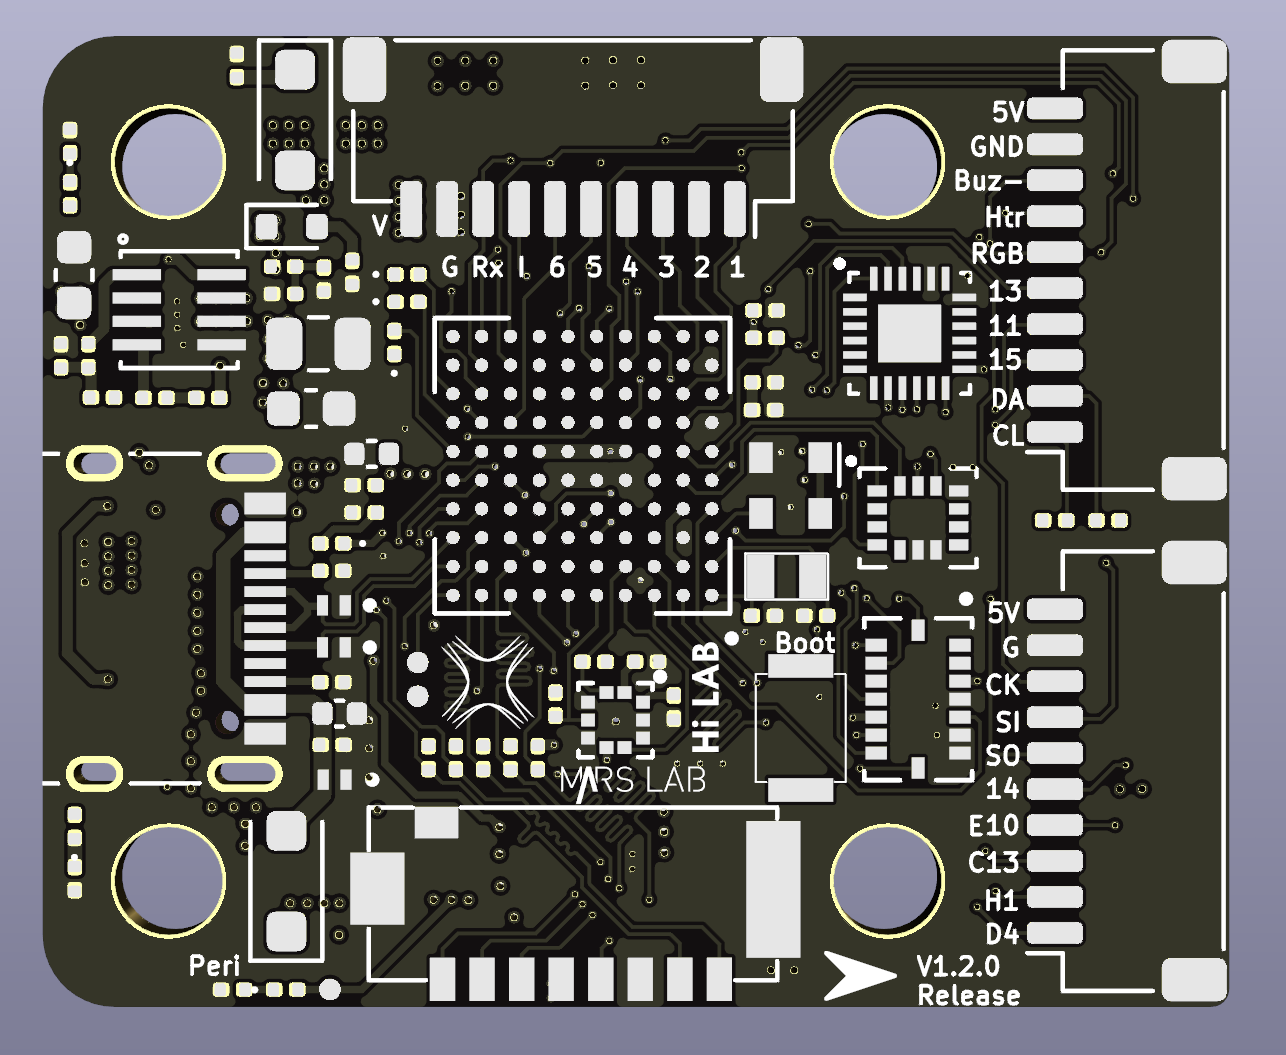 5V
GND
Buz-
Htr
RGB
13
11
15
DA
CL
V
G Rx I 6 5 4 3 2 1
5V
G
CK
SI
SO
14
E10
C13
H1
D4
Boot
Hi LAB
MARS LAB
Peri
V1.2.0
Release